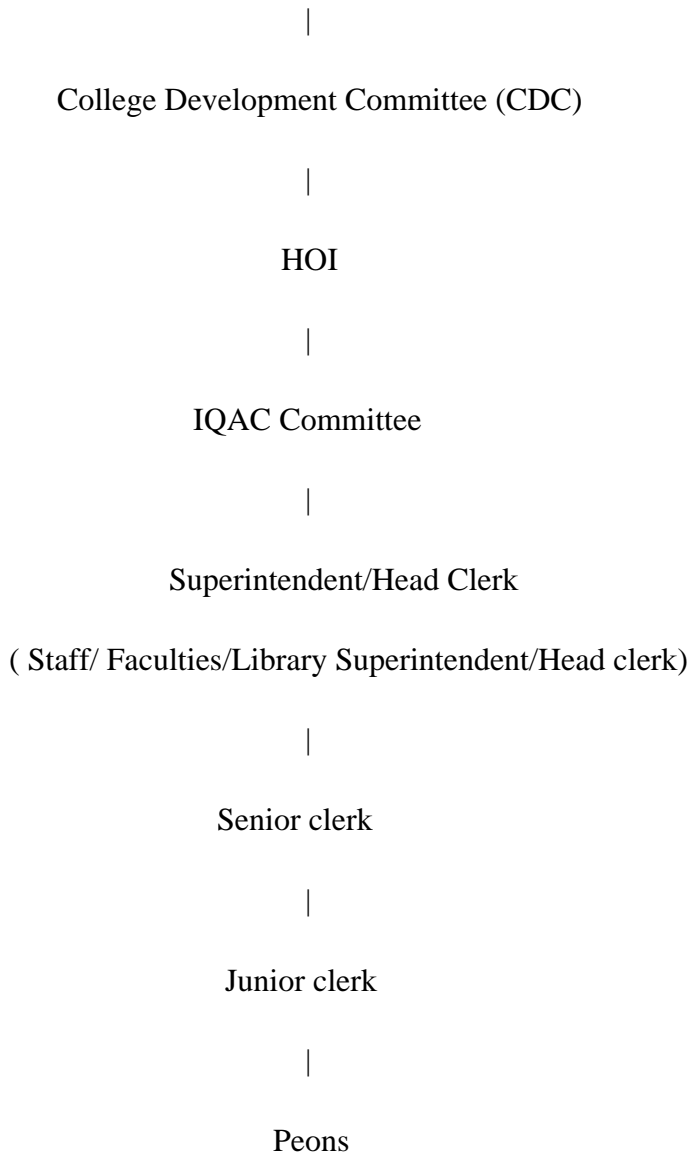 |
College Development Committee (CDC)
|
HOI
|
IQAC Committee
|
Superintendent/Head Clerk
( Staff/ Faculties/Library Superintendent/Head clerk)
|
Senior clerk
|
Junior clerk
|
Peons